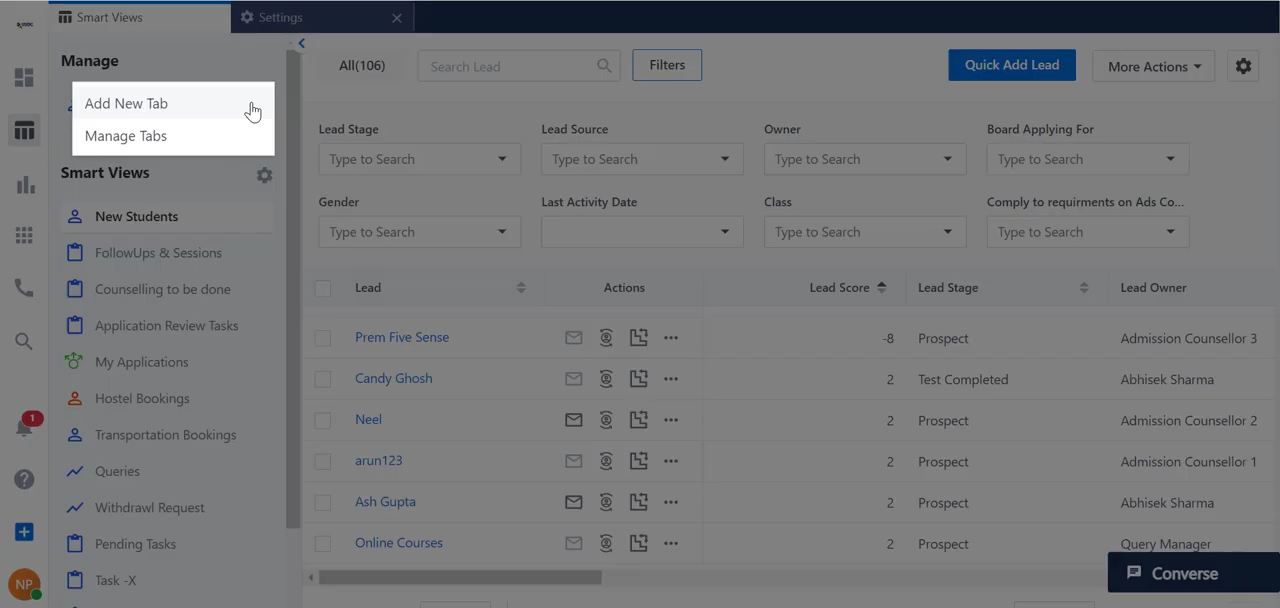 Smart Views
Settings
Manage
Add New Tab
Manage Tabs
Smart Views
New Students
FollowUps & Sessions
Counselling to be done
Application Review Tasks
My Applications
Hostel Bookings
Transportation Bookings
Queries
Withdrawl Request
Pending Tasks
Task -X
1
NP
All(106)
Search Lead
Filters
Quick Add Lead
More Actions
Lead Stage Lead Source Owner Board Applying For
Type to Search Type to Search Type to Search Type to Search
Gender Last Activity Date Class Comply to requirments on Ads Co...
Type to Search Type to Search Type to Search
Lead Actions Lead Score Lead Stage Lead Owner
Prem Five Sense -8 Prospect Admission Counsellor 3
Candy Ghosh 2 Test Completed Abhisek Sharma
Neel 2 Prospect Admission Counsellor 2
arun123 2 Prospect Admission Counsellor 1
Ash Gupta 2 Prospect Abhisek Sharma
Online Courses 2 Prospect Query Manager
Converse